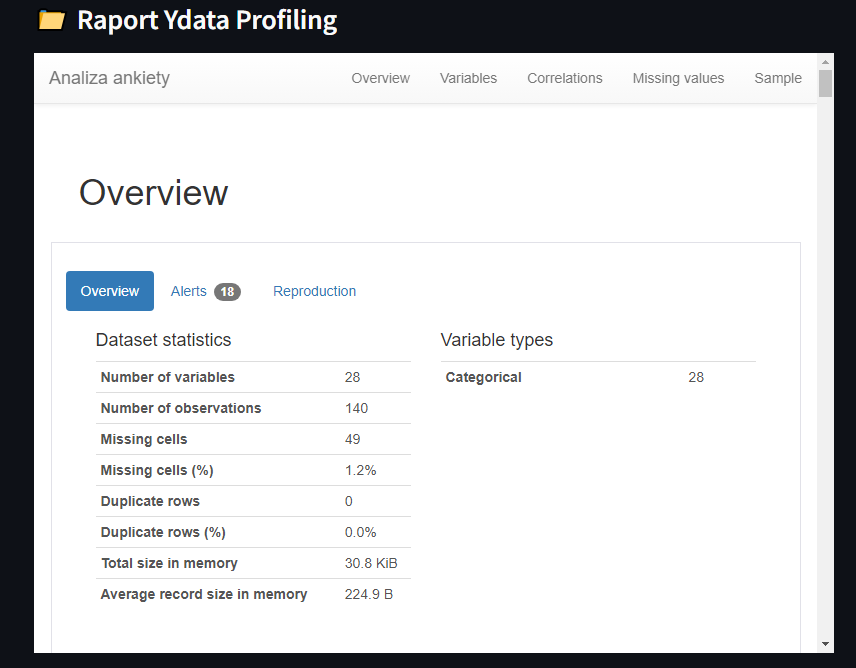 Raport Ydata Profiling
Analiza ankiety Overview Variables Correlations Missing values Sample
Overview
Overview Alerts 18 Reproduction
Dataset statistics
Number of variables 28
Number of observations 140
Missing cells 49
Missing cells (%) 1.2%
Duplicate rows 0
Duplicate rows (%) 0.0%
Total size in memory 30.8 KiB
Average record size in memory 224.9 B
Variable types
Categorical 28